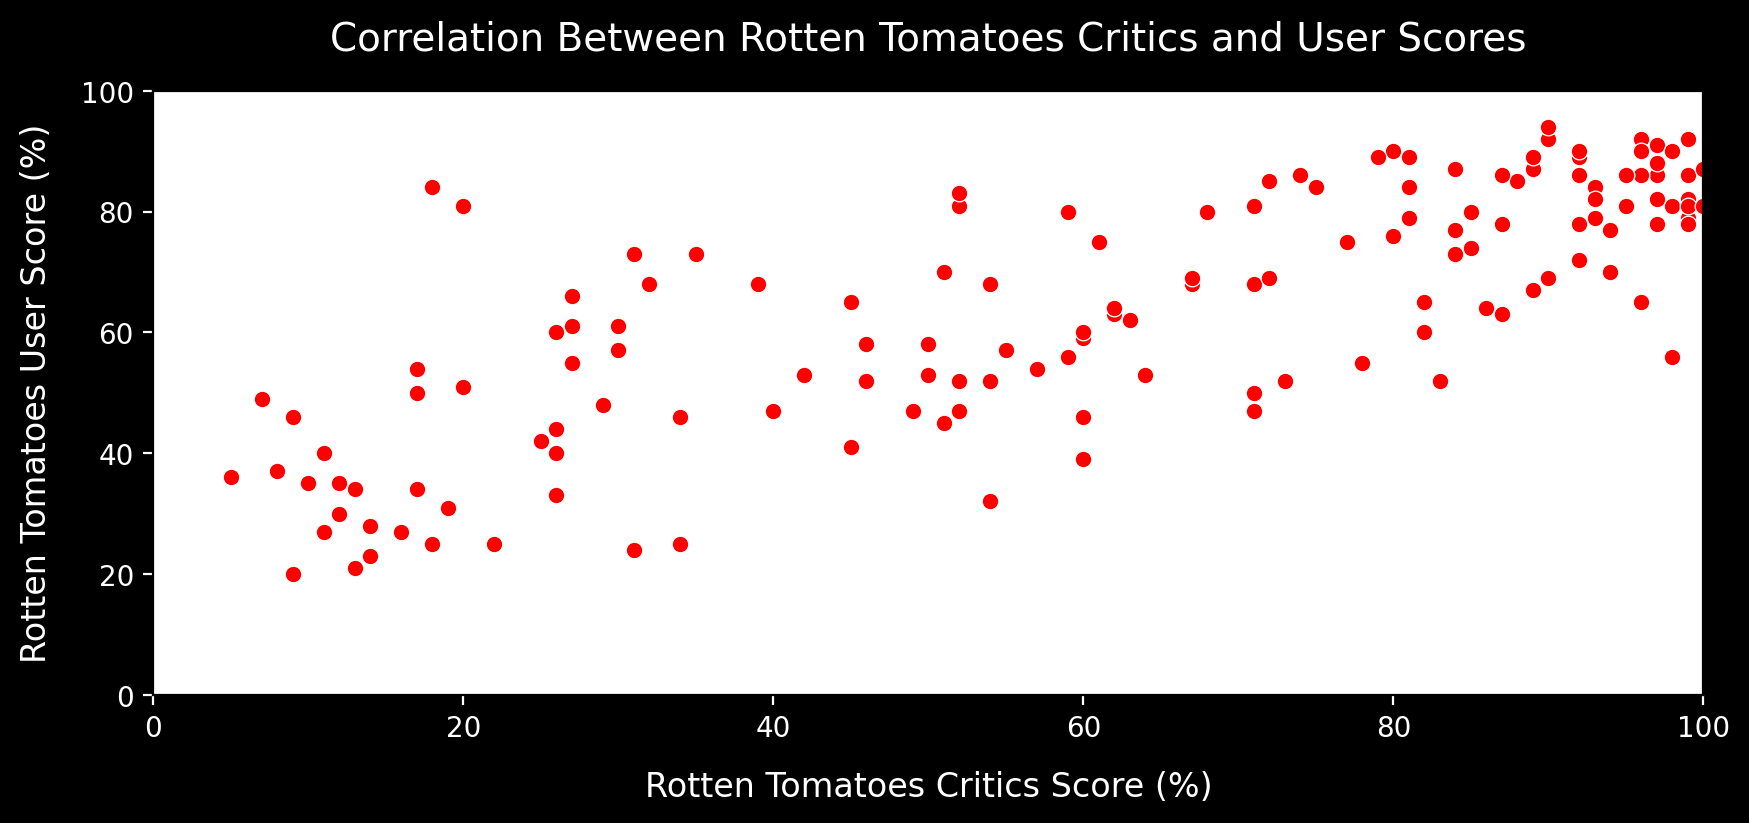 Correlation Between Rotten Tomatoes Critics and User Scores
Rotten Tomatoes User Score (%)
100
80
60
40
20
0
0 20 40 60 80 100
Rotten Tomatoes Critics Score (%)